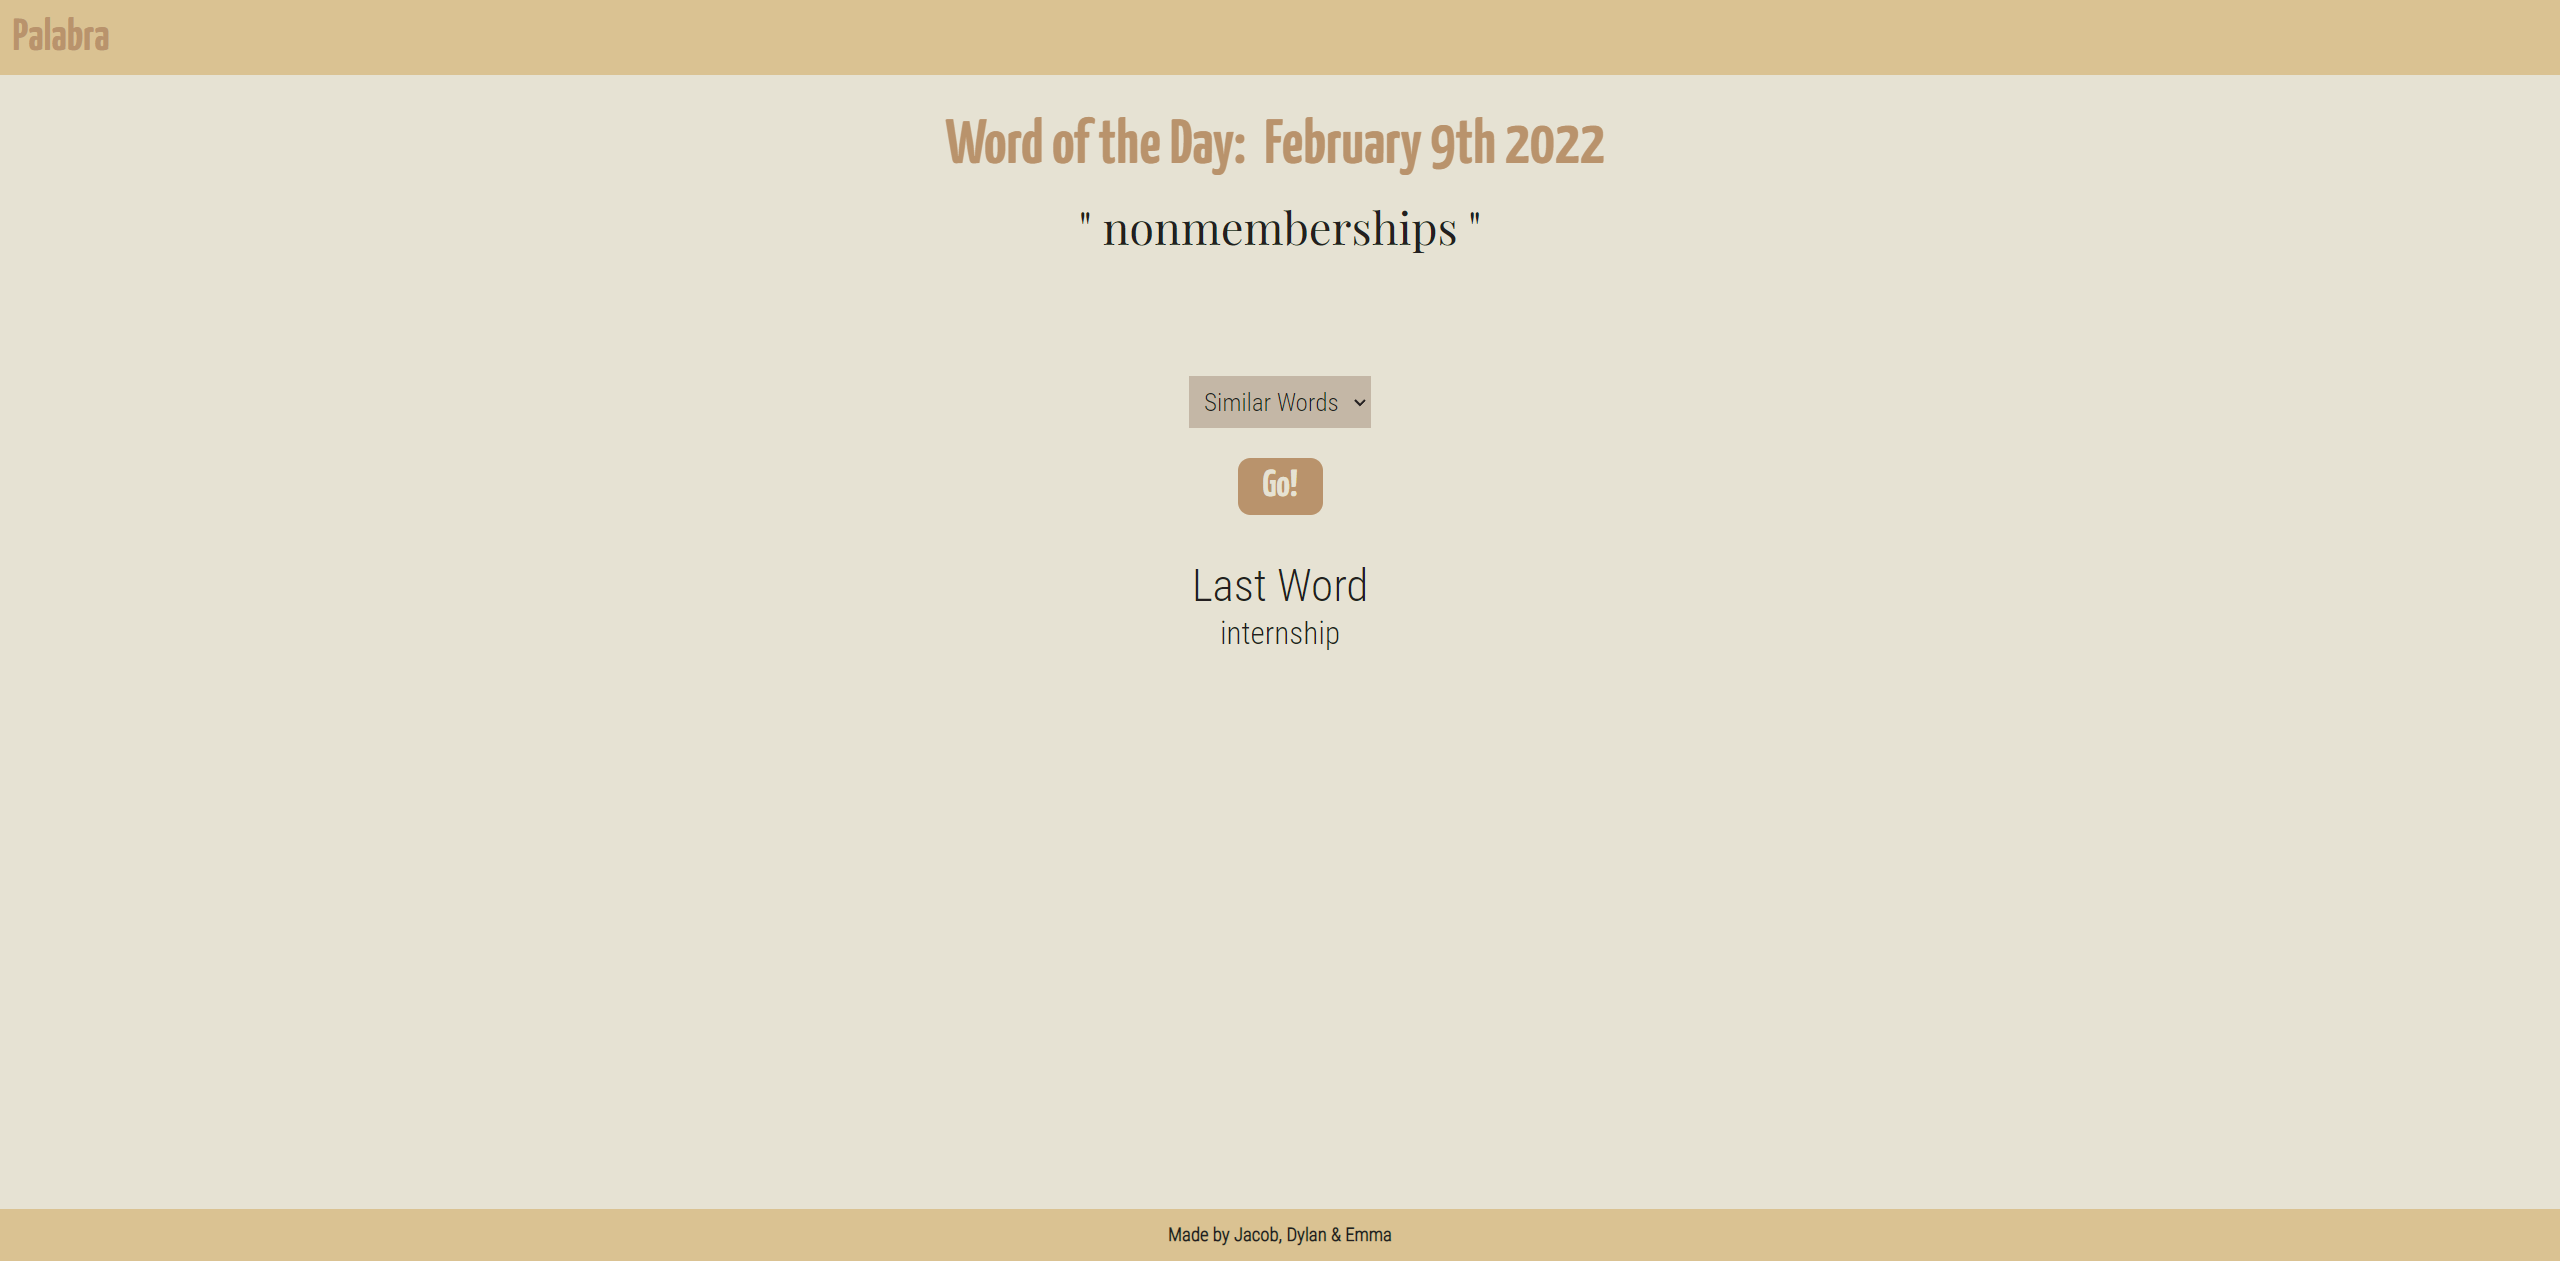 Palabra
Word of the Day:  February 9th 2022
" nonmemberships "
Similar Words
Go!
Last Word
internship
Made by Jacob, Dylan & Emma